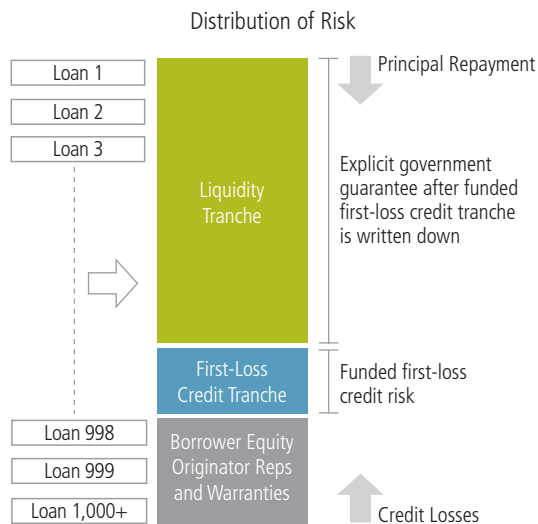 Distribution of Risk
Loan 1
Loan 2
Loan 3
Loan 998
Loan 999
Loan 1,000+
Liquidity
Tranche
First-Loss
Credit Tranche
Borrower Equity
Originator Reps
and Warranties
Principal Repayment
Explicit government
guarantee after funded
first-loss credit tranche
is written down
Funded first-loss
credit risk
Credit Losses